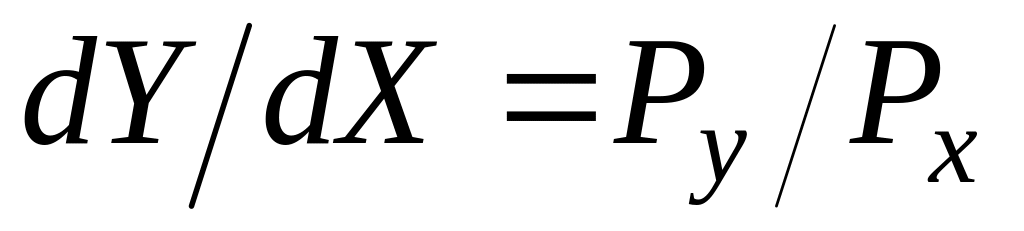 dY/dX = P_y/P_x